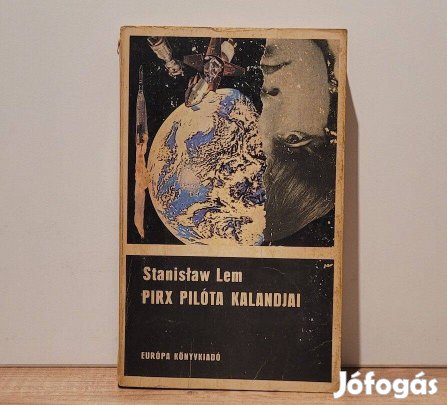 Stanisław Lem
PIRX PILÓTA KALANDJAI
EURÓPA KÖNYVKIADÓ
Jófogás